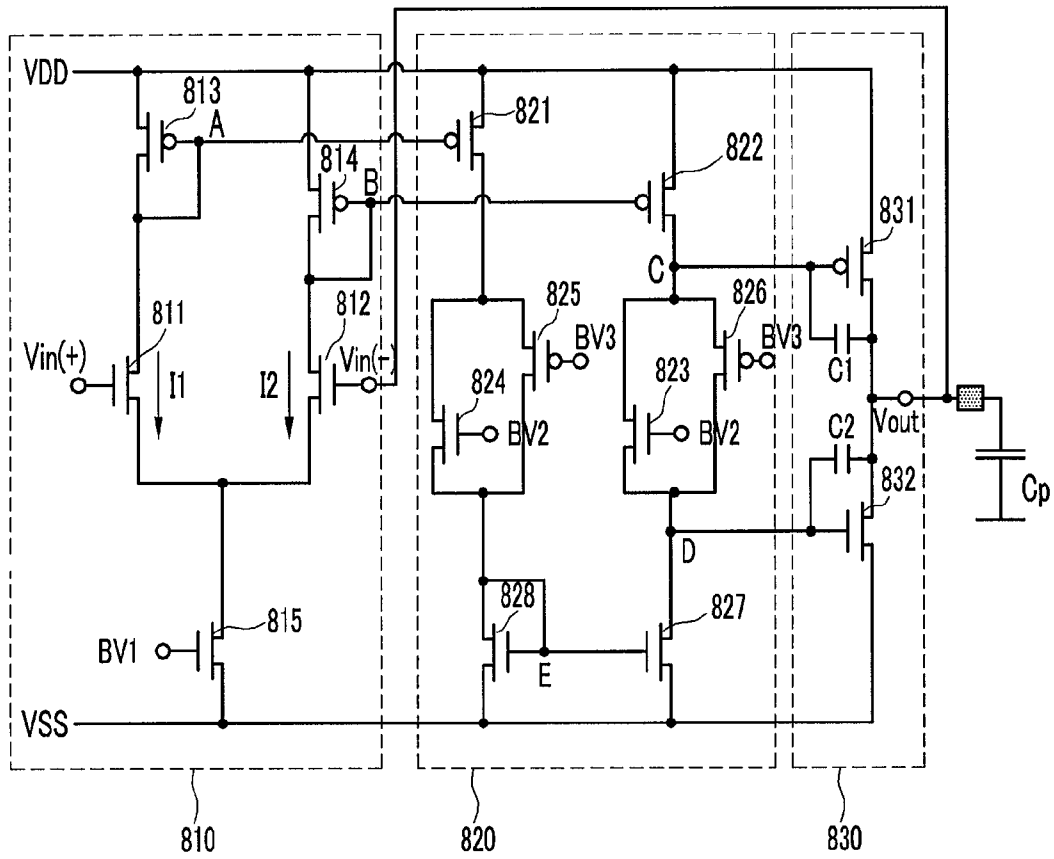 VDD
813
A
821
814
B
822
831
C
811
812
825
826
Vin(+)
I1
I2
Vin(-)
BV3
BV3
C1
824
BV2
823
BV2
Vout
C2
832
Cp
D
815
828
827
BV1
E
VSS
810
820
830